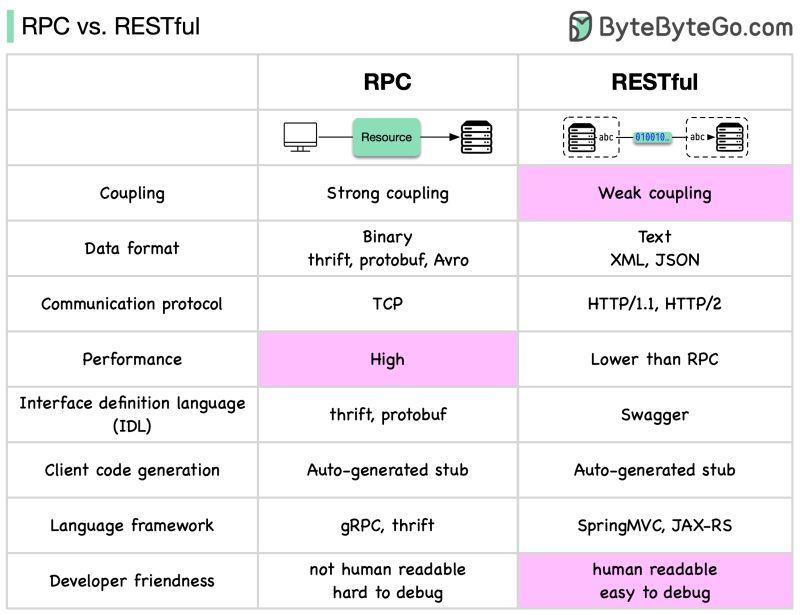 RPC vs. RESTful
ByteByteGo.com
RPC
RESTful
Resource
abc
010010..
abc
Coupling
Strong coupling
Weak coupling
Data format
Binary
thrift, protobuf, Avro
Text
XML, JSON
Communication protocol
TCP
HTTP/1.1, HTTP/2
Performance
High
Lower than RPC
Interface definition language
(IDL)
thrift, protobuf
Swagger
Client code generation
Auto-generated stub
Auto-generated stub
Language framework
gRPC, thrift
SpringMVC, JAX-RS
Developer friendness
not human readable
hard to debug
human readable
easy to debug